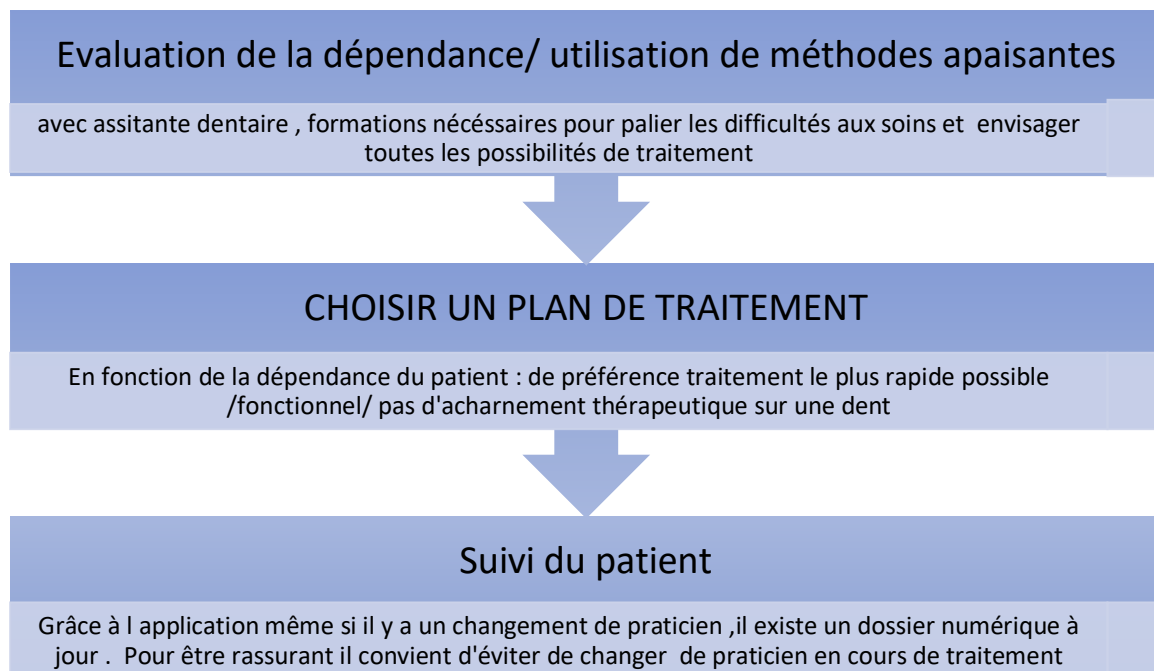 Evaluation de la dépendance/ utilisation de méthodes apaisantes
avec assitante dentaire , formations nécéssaires pour palier les difficultés aux soins et envisager
toutes les possibilités de traitement
CHOISIR UN PLAN DE TRAITEMENT
En fonction de la dépendance du patient : de préférence traitement le plus rapide possible
/fonctionnel/ pas d'acharnement thérapeutique sur une dent
Suivi du patient
Grâce à l application même si il y a un changement de praticien ,il existe un dossier numérique à
jour . Pour être rassurant il convient d'éviter de changer de praticien en cours de traitement